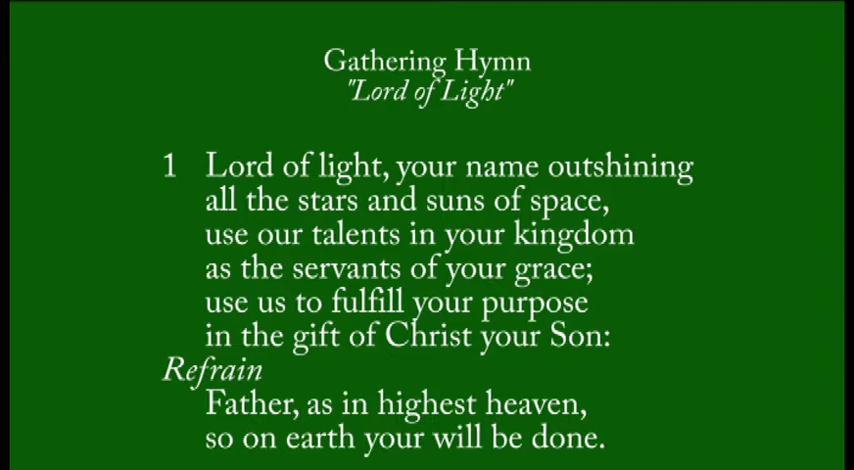 Gathering Hymn
"Lord of Light"
1 Lord of light, your name outshining
all the stars and suns of space,
use our talents in your kingdom
as the servants of your grace;
use us to fulfill your purpose
in the gift of Christ your Son:
Refrain
Father, as in highest heaven,
so on earth your will be done.